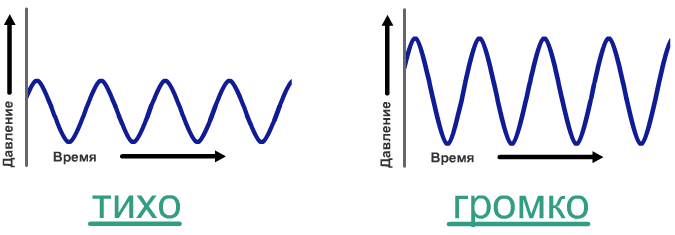 Давление
Время
тихо
Давление
Время
громко